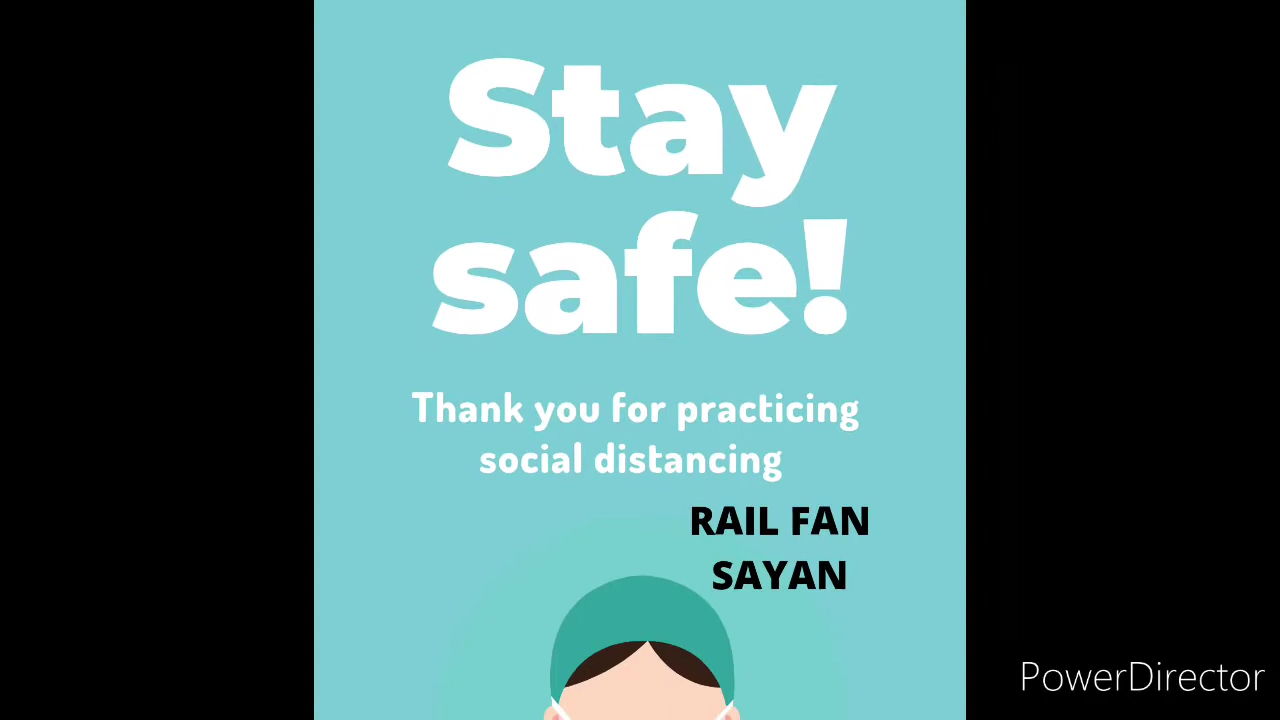 Stay
safe!
Thank you for practicing
social distancing
RAIL FAN
SAYAN
PowerDirector